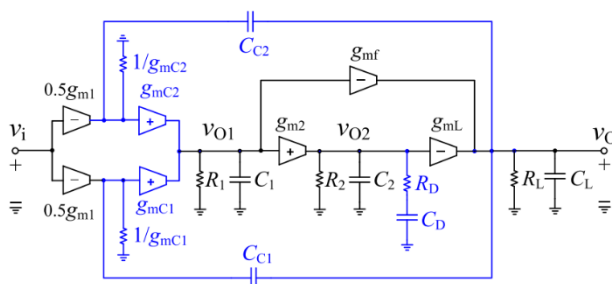 C_C2
g_mf
1/g_mC2
0.5g_m1
g_mC2
v_i
v_O1
g_m2
v_O2
g_mL
v_O
+
−
−
+
+
+
−
−
+
R_1
C_1
R_2
C_2
R_D
R_L
C_L
0.5g_m1
g_mC1
C_D
1/g_mC1
C_C1